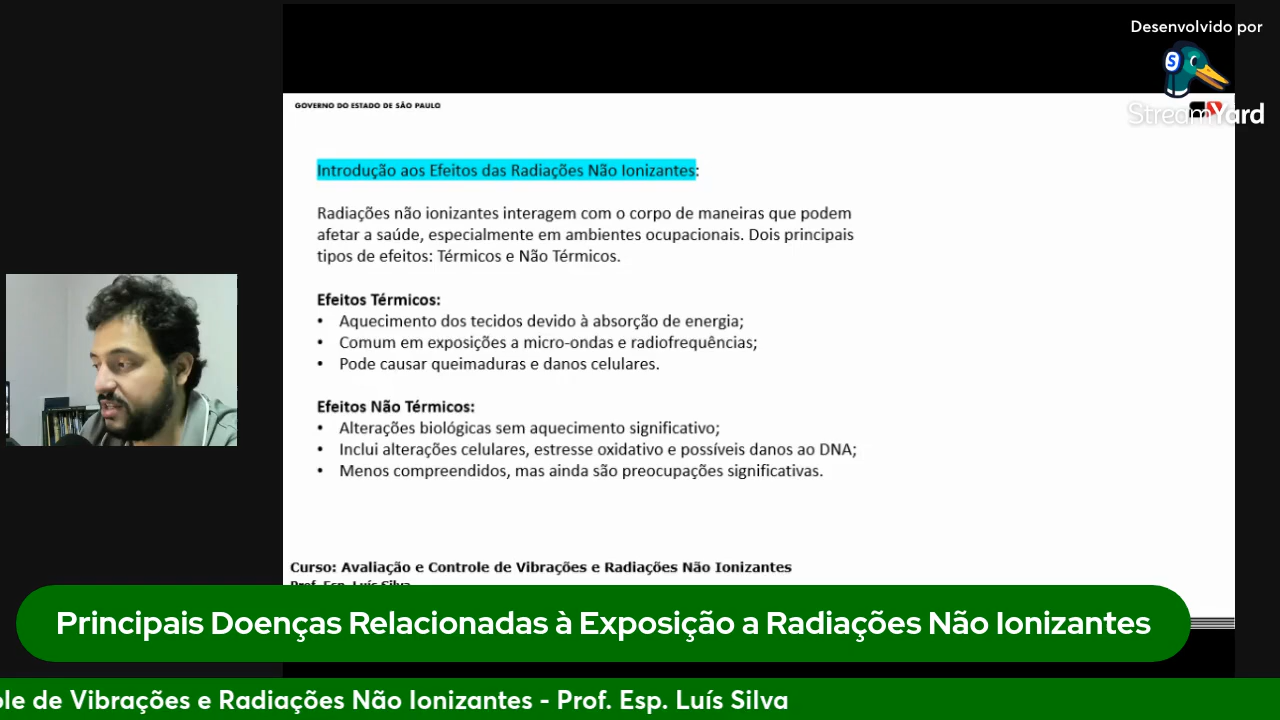 Desenvolvido por
StreamYard
GOVERNO DO ESTADO DE SÃO PAULO
Introdução aos Efeitos das Radiações Não Ionizantes:
Radiações não ionizantes interagem com o corpo de maneiras que podem
afetar a saúde, especialmente em ambientes ocupacionais. Dois principais
tipos de efeitos: Térmicos e Não Térmicos.
Efeitos Térmicos:
• Aquecimento dos tecidos devido à absorção de energia;
• Comum em exposições a micro-ondas e radiofrequências;
• Pode causar queimaduras e danos celulares.
Efeitos Não Térmicos:
• Alterações biológicas sem aquecimento significativo;
• Inclui alterações celulares, estresse oxidativo e possíveis danos ao DNA;
• Menos compreendidos, mas ainda são preocupações significativas.
Curso: Avaliação e Controle de Vibrações e Radiações Não Ionizantes
Prof. Esp. Luís Silva
Principais Doenças Relacionadas à Exposição a Radiações Não Ionizantes
ole de Vibrações e Radiações Não Ionizantes - Prof. Esp. Luís Silva